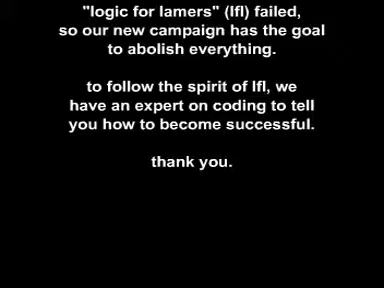 "logic for lamers" (lfl) failed,
so our new campaign has the goal
to abolish everything.
to follow the spirit of lfl, we
have an expert on coding to tell
you how to become successful.
thank you.